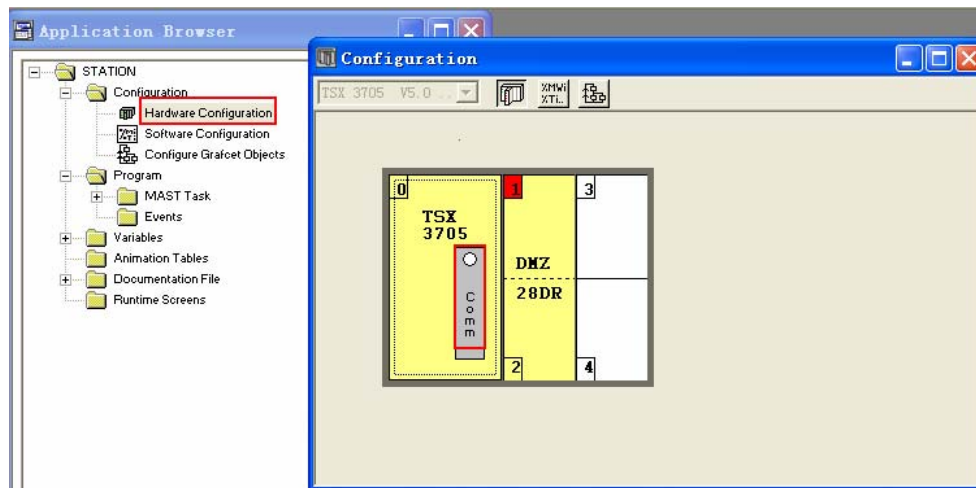 Application Browser
STATION
Configuration
Hardware Configuration
Software Configuration
Configure Grafcet Objects
Program
MAST Task
Events
Variables
Animation Tables
Documentation File
Runtime Screens
Configuration
TSX 3705 V5.0 ..
XMWi
XTi..
0
1
3
TSX
3705
DMZ
28DR
Comm
2
4